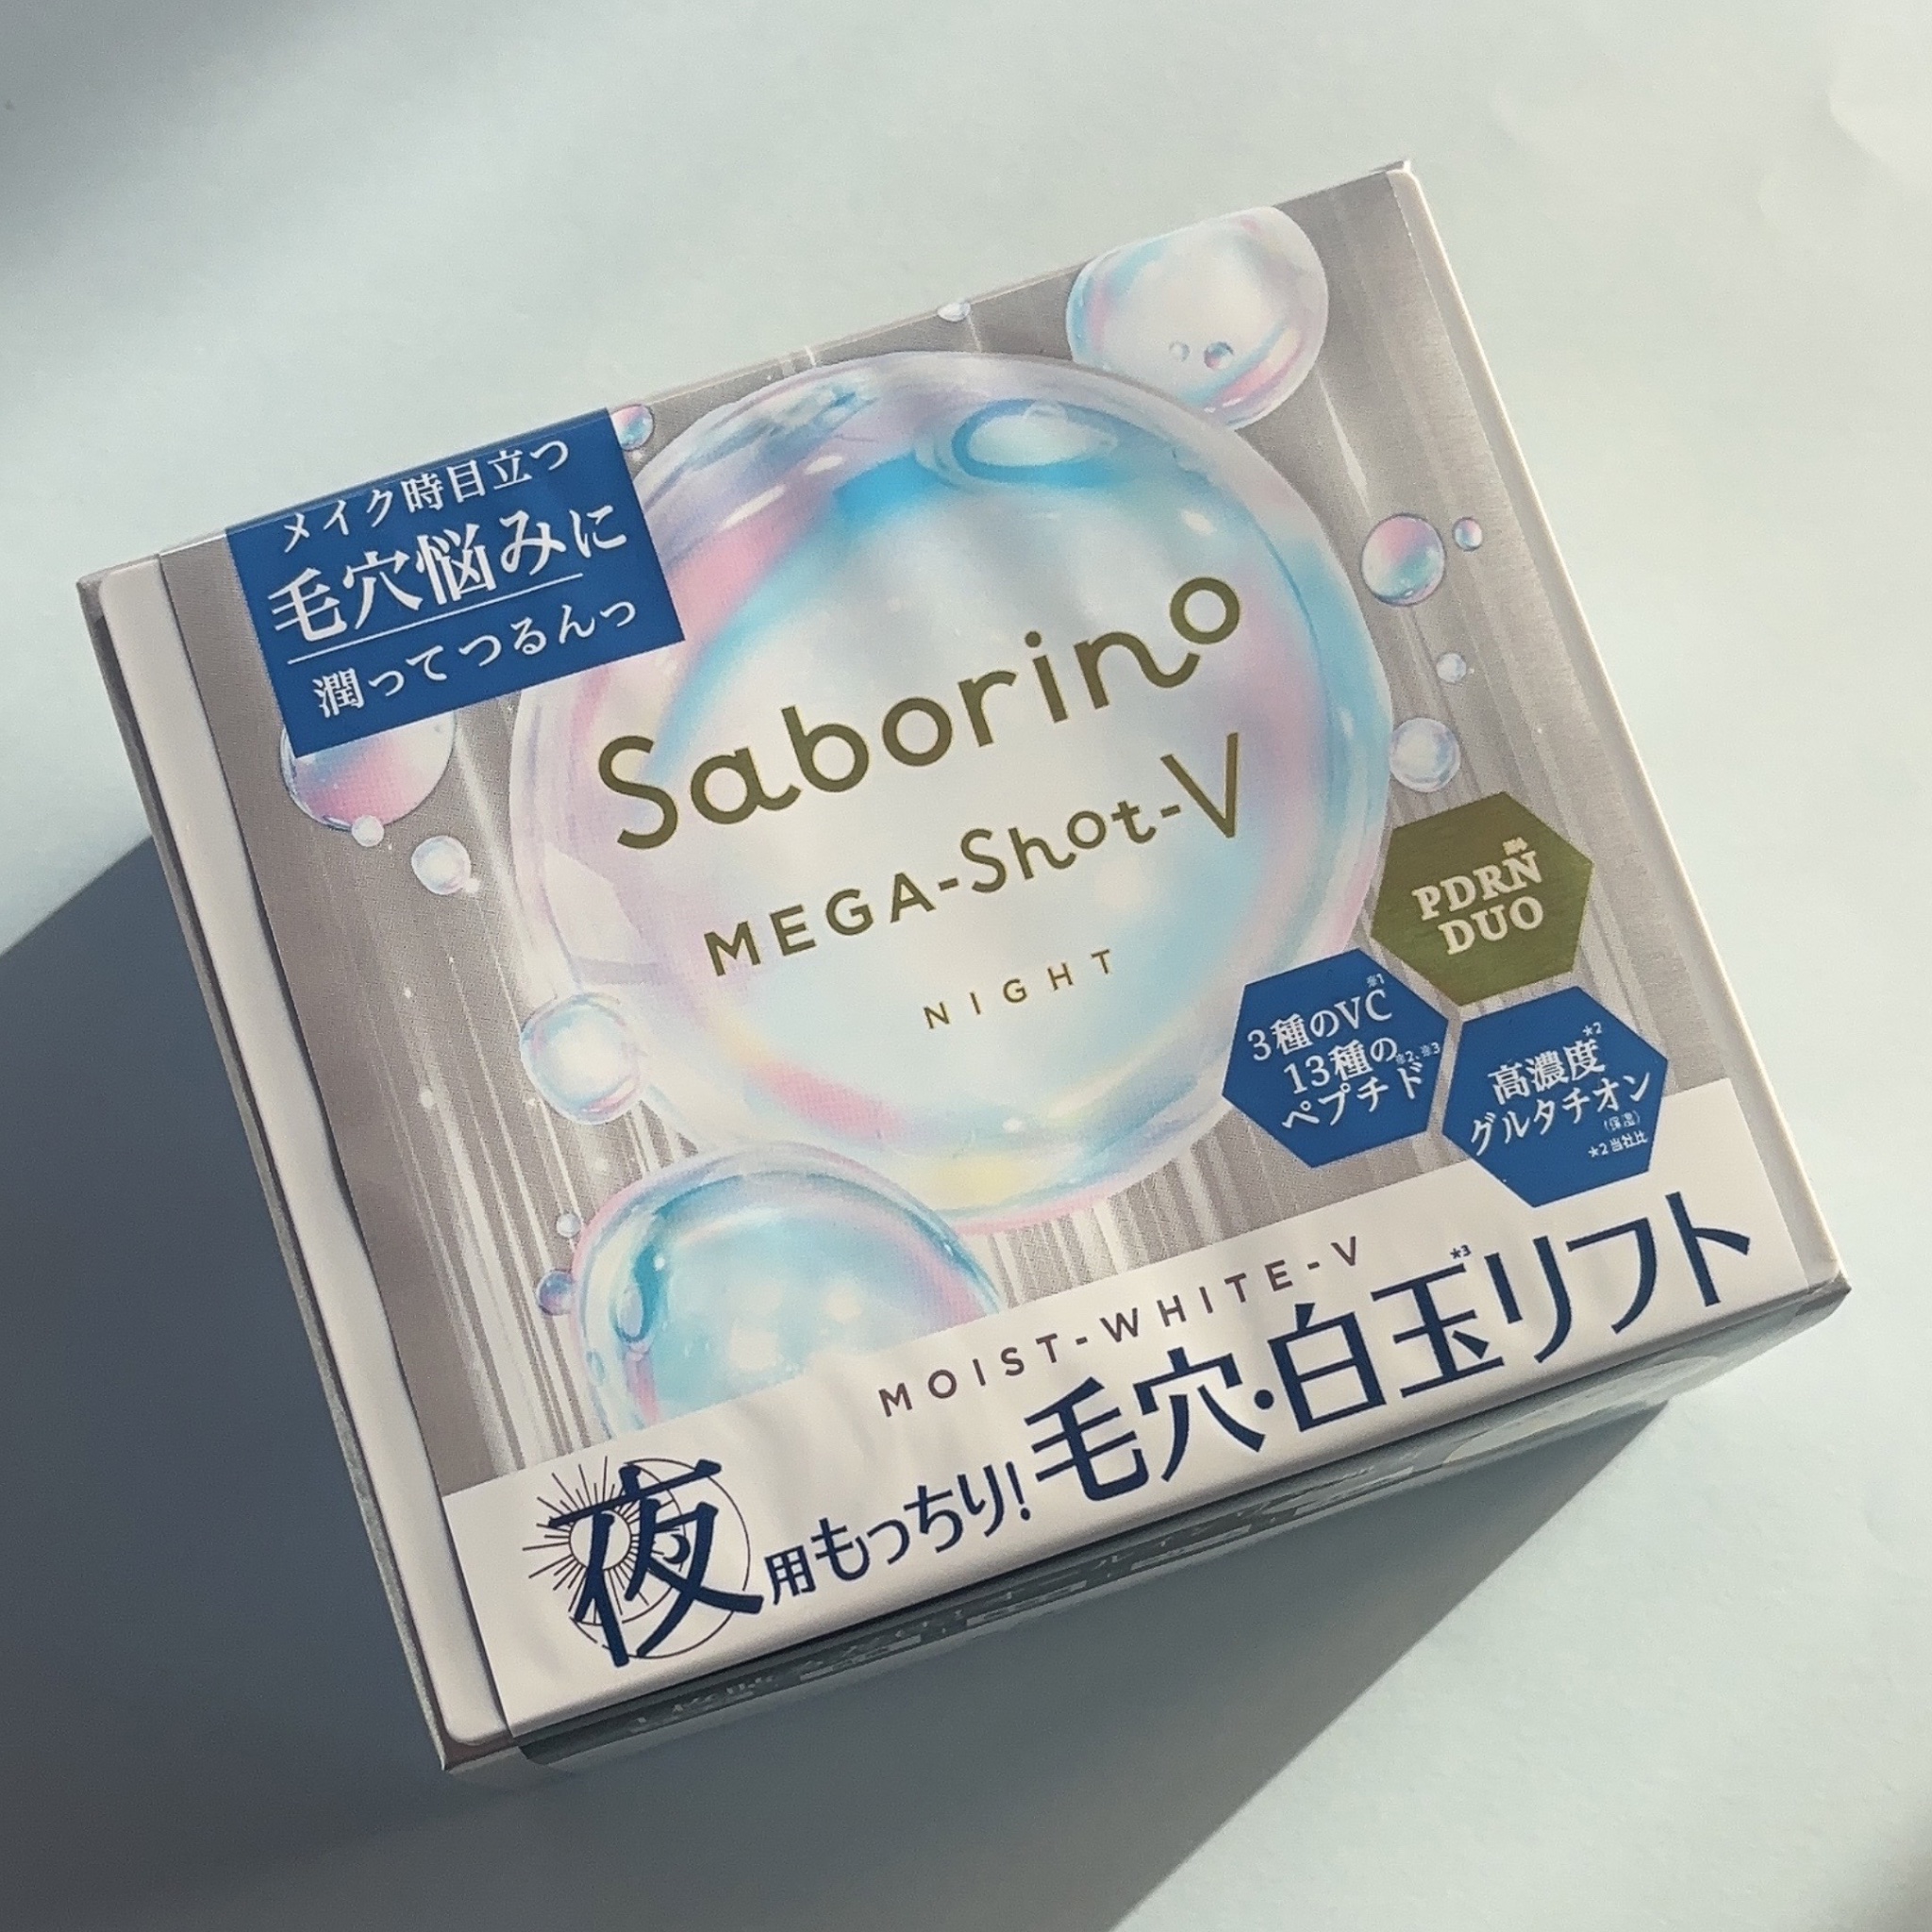 メイク時目立つ
毛穴悩みに
潤ってつるんっ
Saborino
MEGA-Shot-V
NIGHT
PDRN
DUO
3種のVC※1
13種の
ペプチド※2、※3
高濃度★2
グルタチオン
(保湿)
★2 当社比
MOIST-WHITE-V
夜用もっちり!毛穴・白玉★3リフト